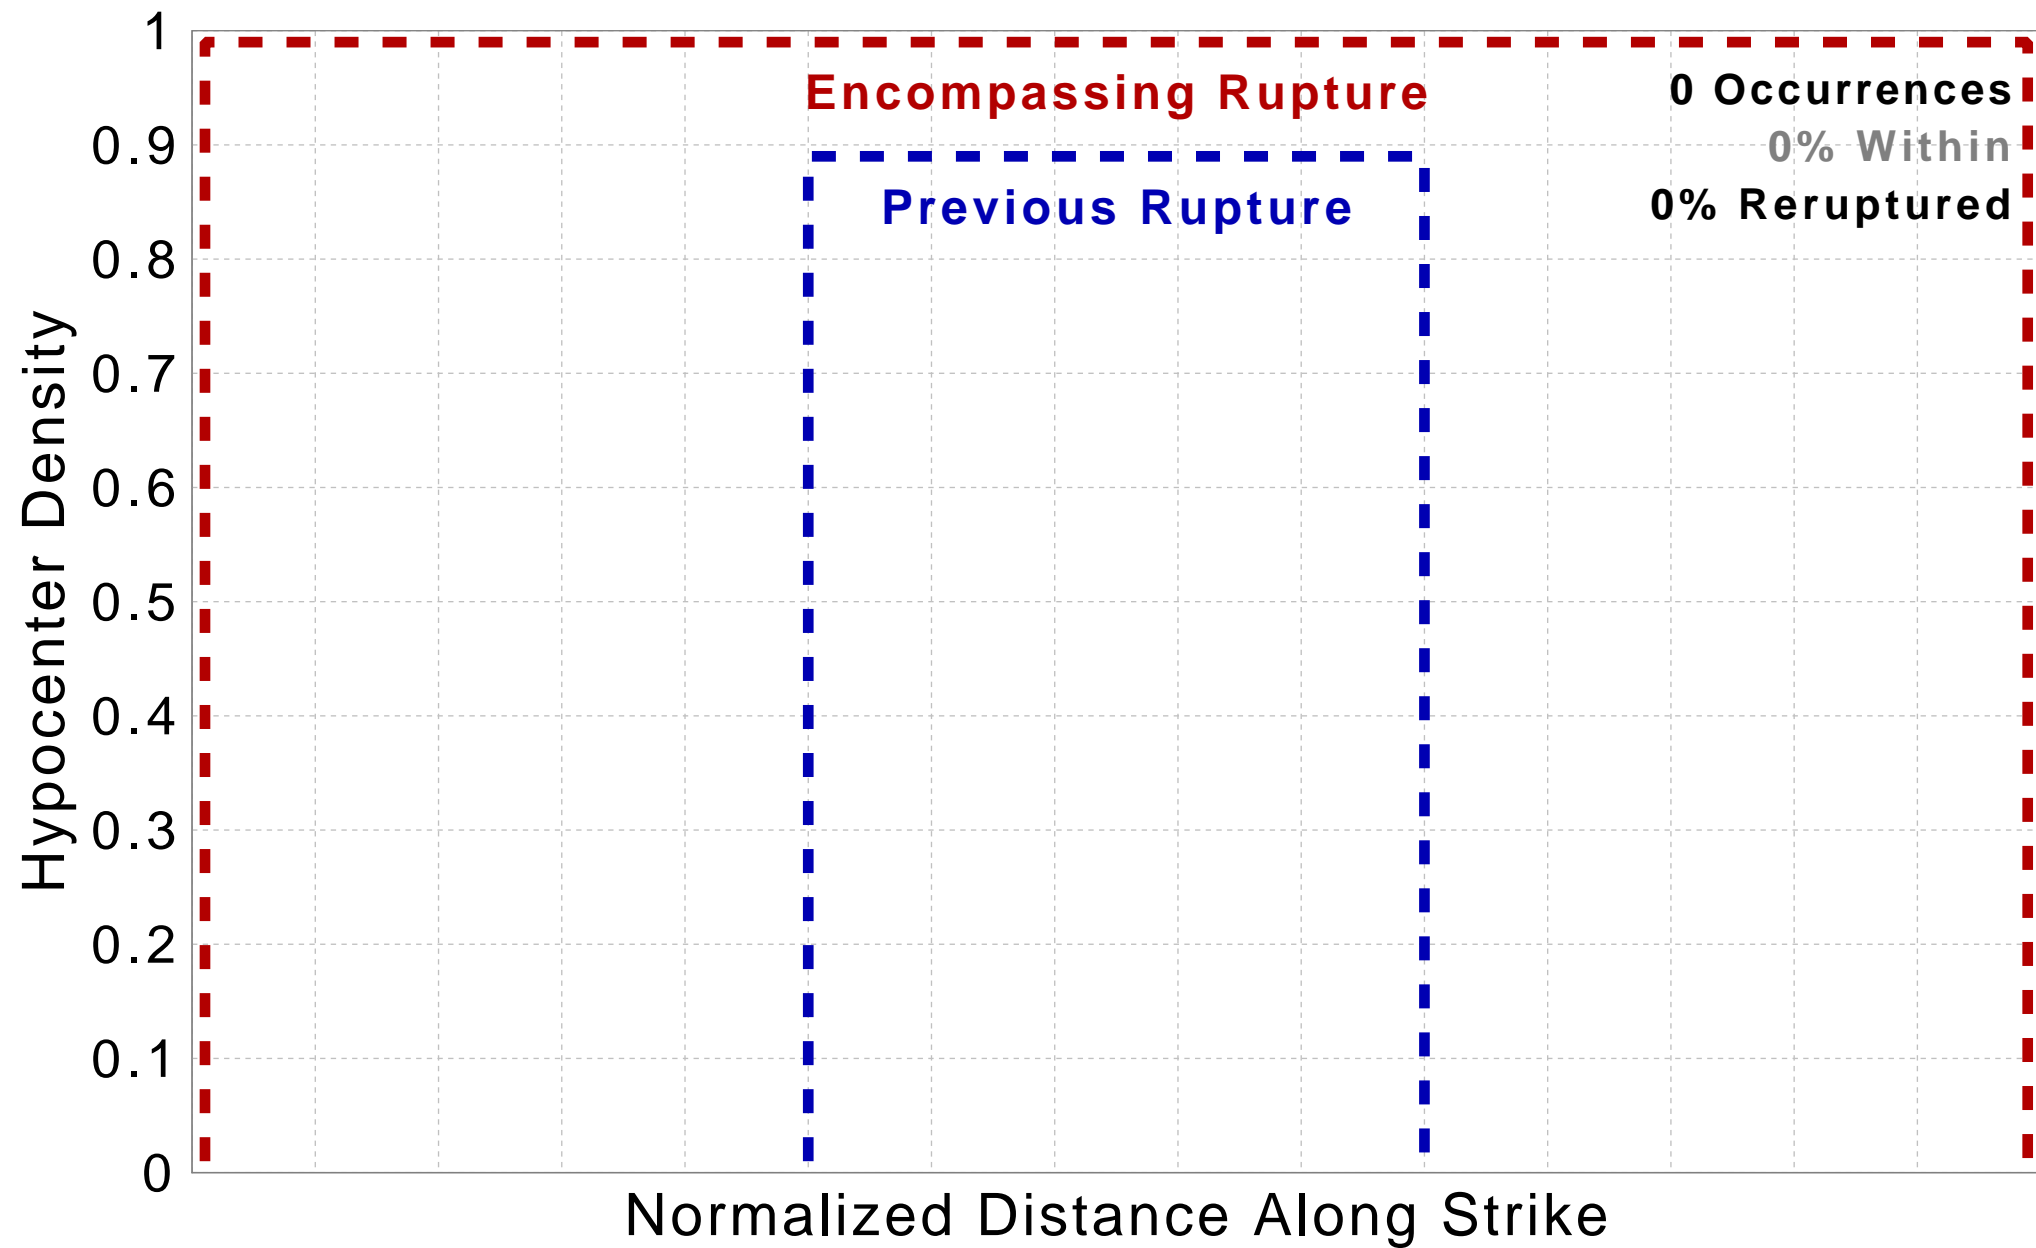 1
Encompassing Rupture
0 Occurrences
0.9
0% Within
Previous Rupture
0% Reruptured
0.8
0.7
0.6
0.5
0.4
0.3
0.2
0.1
0
Hypocenter Density
Normalized Distance Along Strike